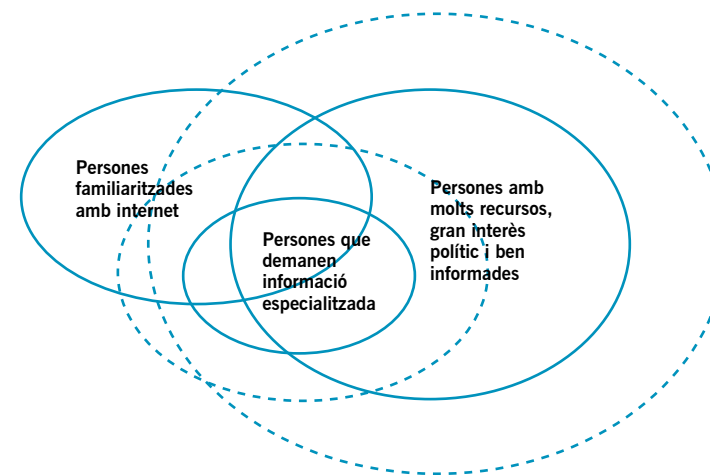 Persones
familiaritzades
amb internet
Persones que
demanen
informació
especialitzada
Persones amb
molts recursos,
gran interès
polític i ben
informades